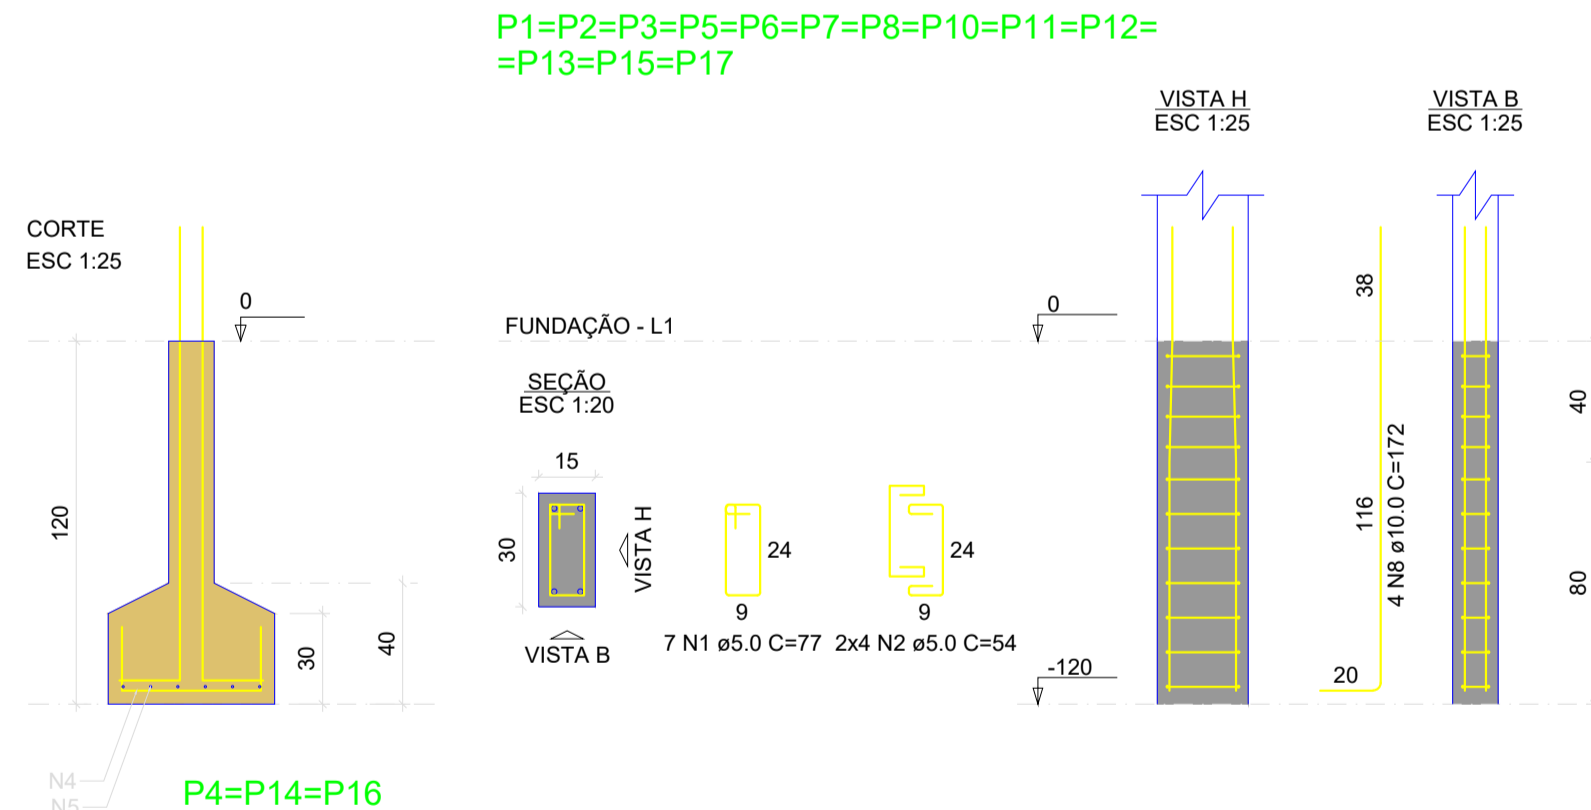 P1=P2=P3=P5=P6=P7=P8=P10=P11=P12=
=P13=P15=P17
VISTA H
ESC 1:25
VISTA B
ESC 1:25
CORTE
ESC 1:25
0
FUNDAÇÃO - L1
0
38
SEÇÃO
ESC 1:20
15
30
VISTA H
VISTA B
24
9
7 N1 ø5.0 C=77
24
9
2x4 N2 ø5.0 C=54
120
30
40
116
4 N8 ø10.0 C=172
40
80
-120
20
N4
N5
P4=P14=P16